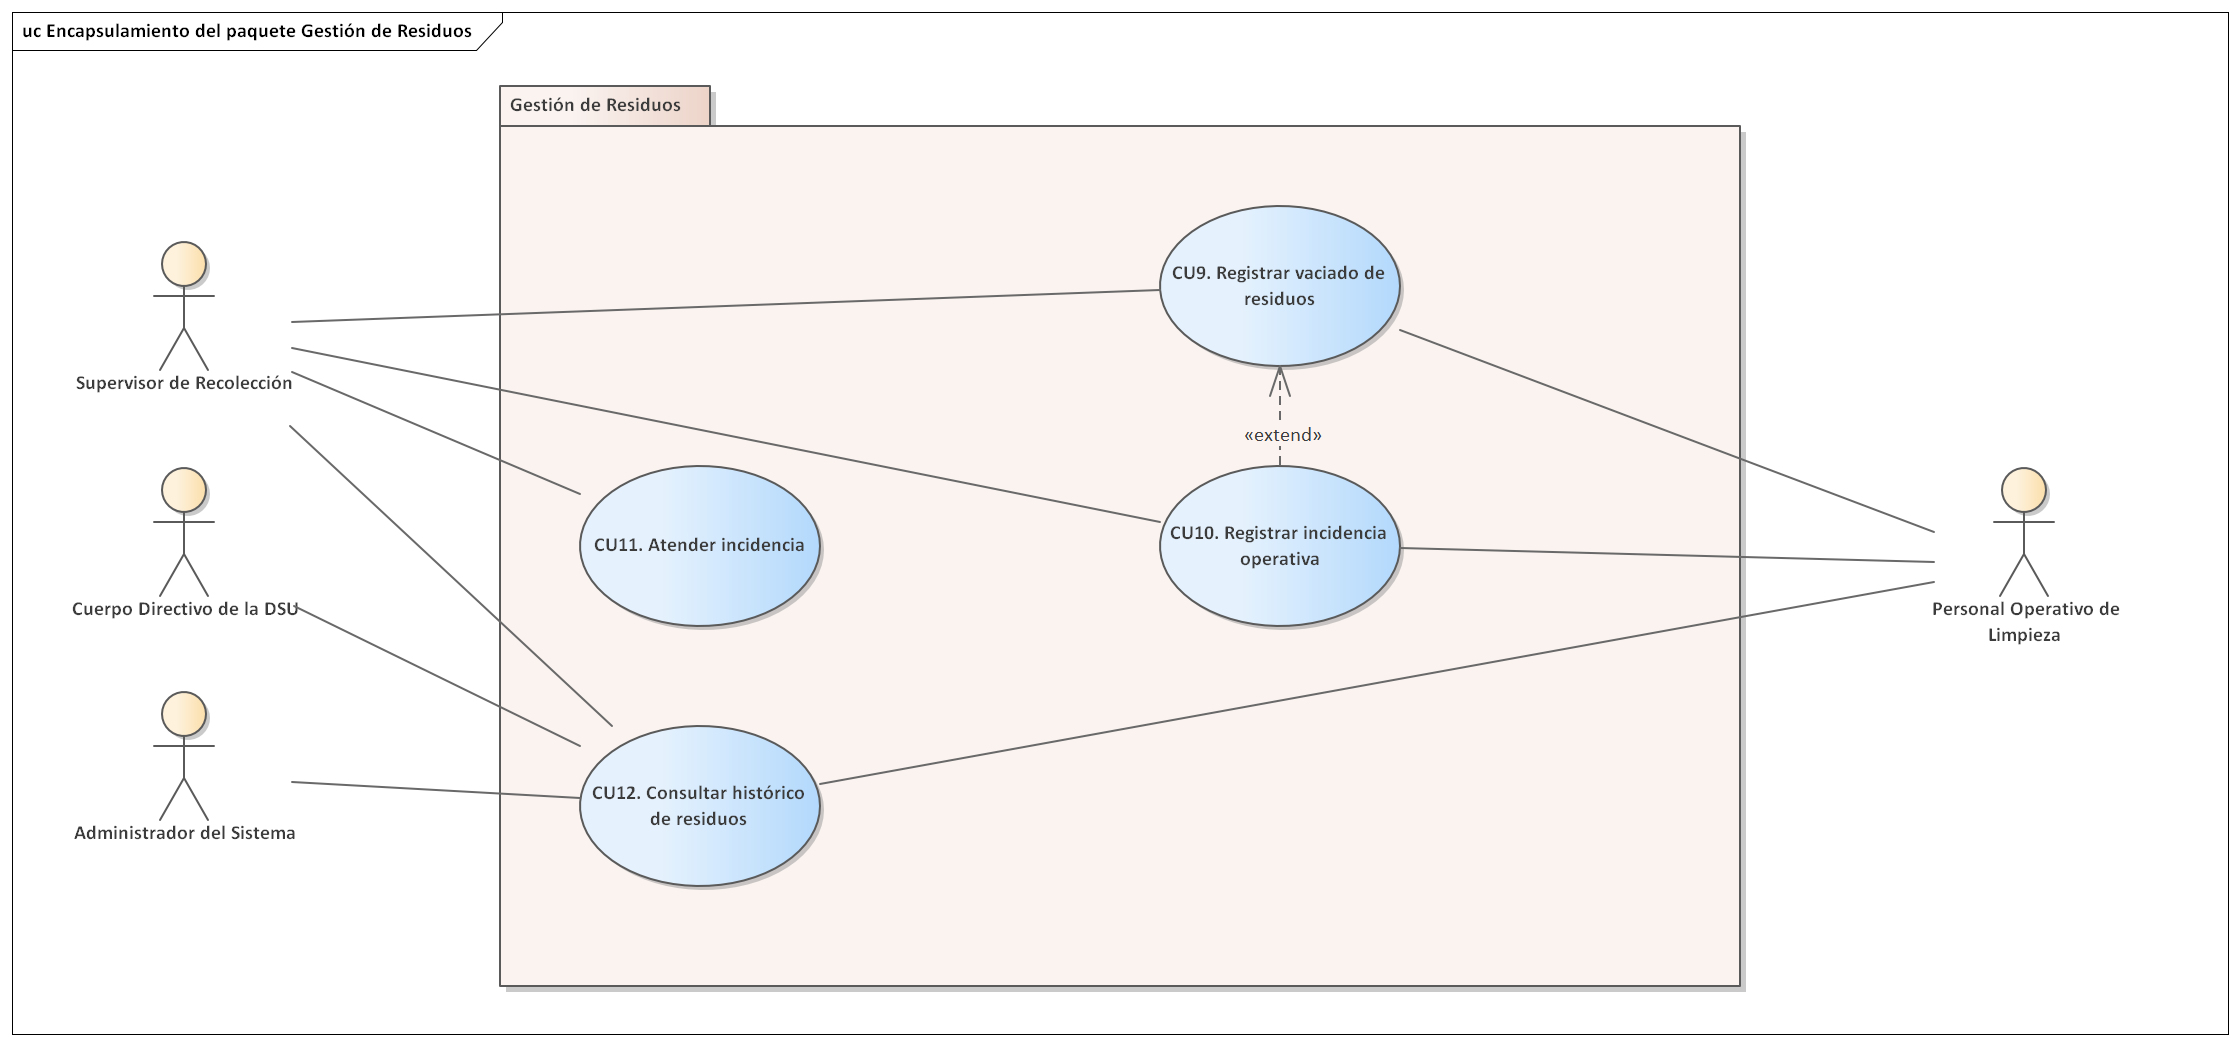 uc Encapsulamiento del paquete Gestión de Residuos
Gestión de Residuos
CU9. Registrar vaciado de
residuos
Supervisor de Recolección
«extend»
CU11. Atender incidencia
CU10. Registrar incidencia
operativa
Cuerpo Directivo de la DSU
Personal Operativo de
Limpieza
CU12. Consultar histórico
de residuos
Administrador del Sistema